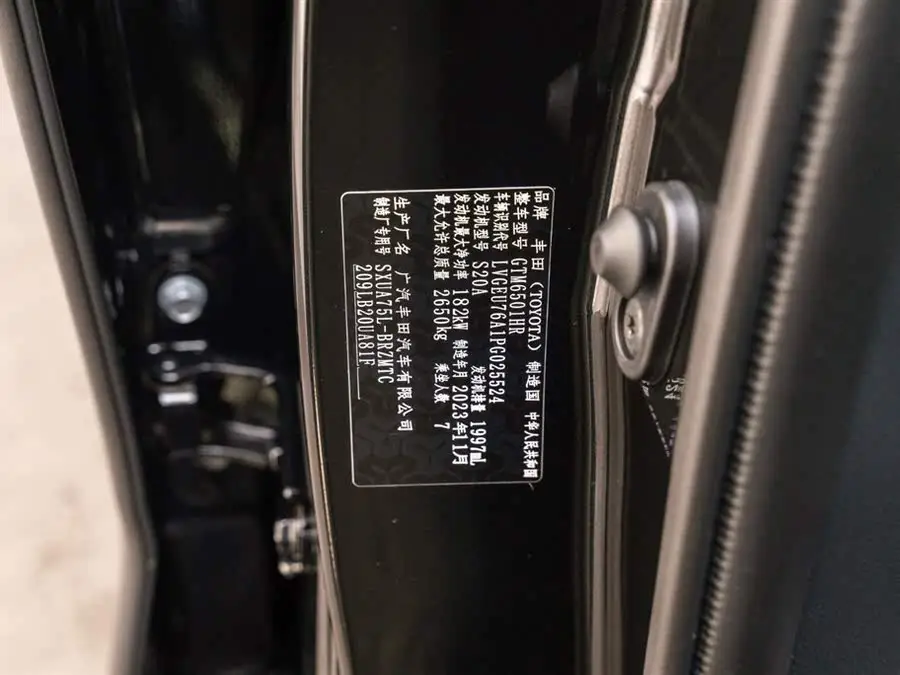 品牌 丰田(TOYOTA) 制造国 中华人民共和国
整车型号 GTM6501HR
车辆识别代号 LVGEBU76A1PG025524
发动机型号 S20A 发动机排量 1997mL
发动机最大净功率 182kW 制造年月 2023年11月
最大允许总质量 2650kg 乘坐人数 7
生产厂名 广汽丰田汽车有限公司
制造厂专用号 SXUA75L-BRZMTC
209LB20UA81F